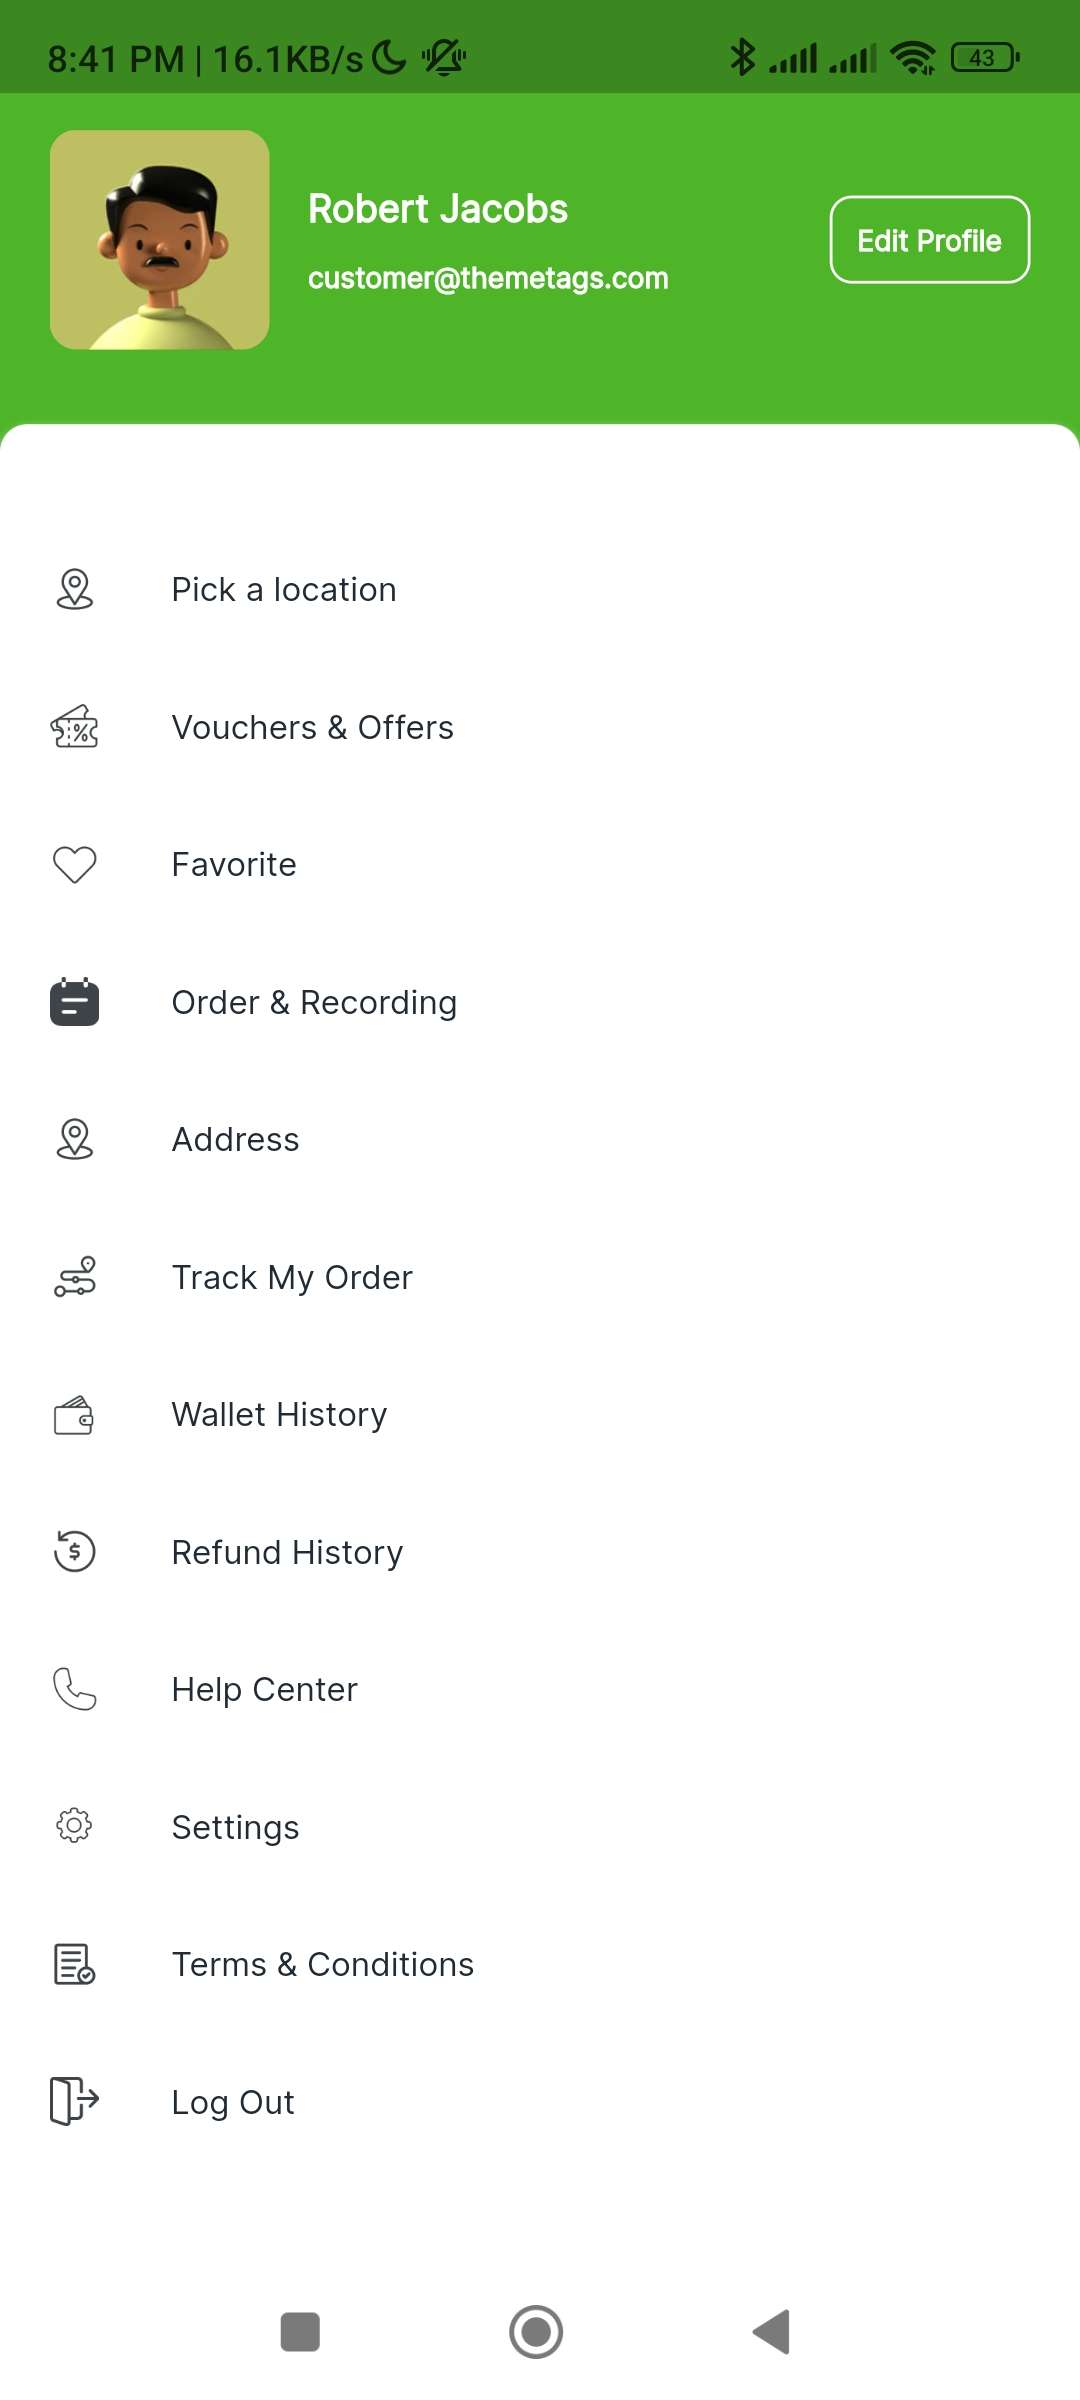 8:41 PM | 16.1KB/s
43
Robert Jacobs
customer@themetags.com
Edit Profile
Pick a location
Vouchers & Offers
Favorite
Order & Recording
Address
Track My Order
Wallet History
Refund History
Help Center
Settings
Terms & Conditions
Log Out